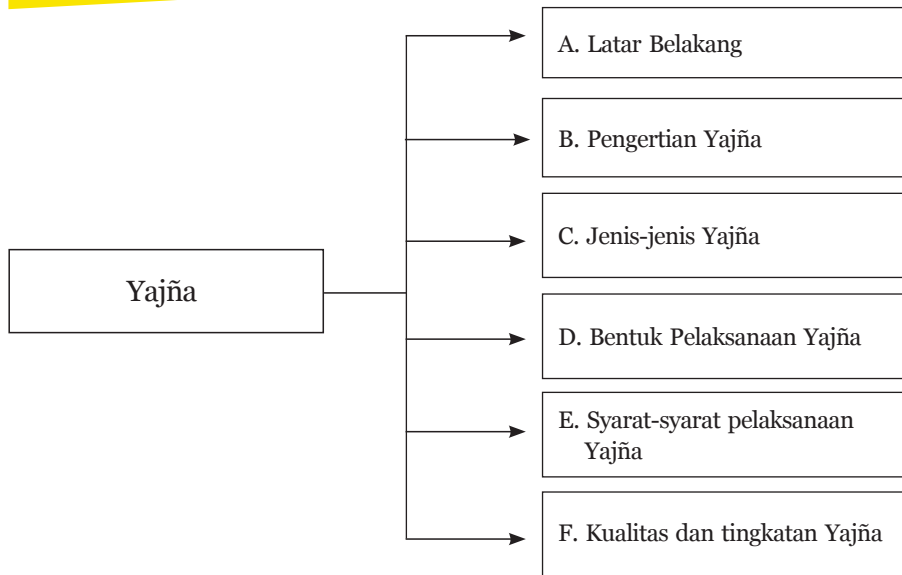 A. Latar Belakang
B. Pengertian Yajña
C. Jenis-jenis Yajña
Yajña
D. Bentuk Pelaksanaan Yajña
E. Syarat-syarat pelaksanaan
Yajña
F. Kualitas dan tingkatan Yajña